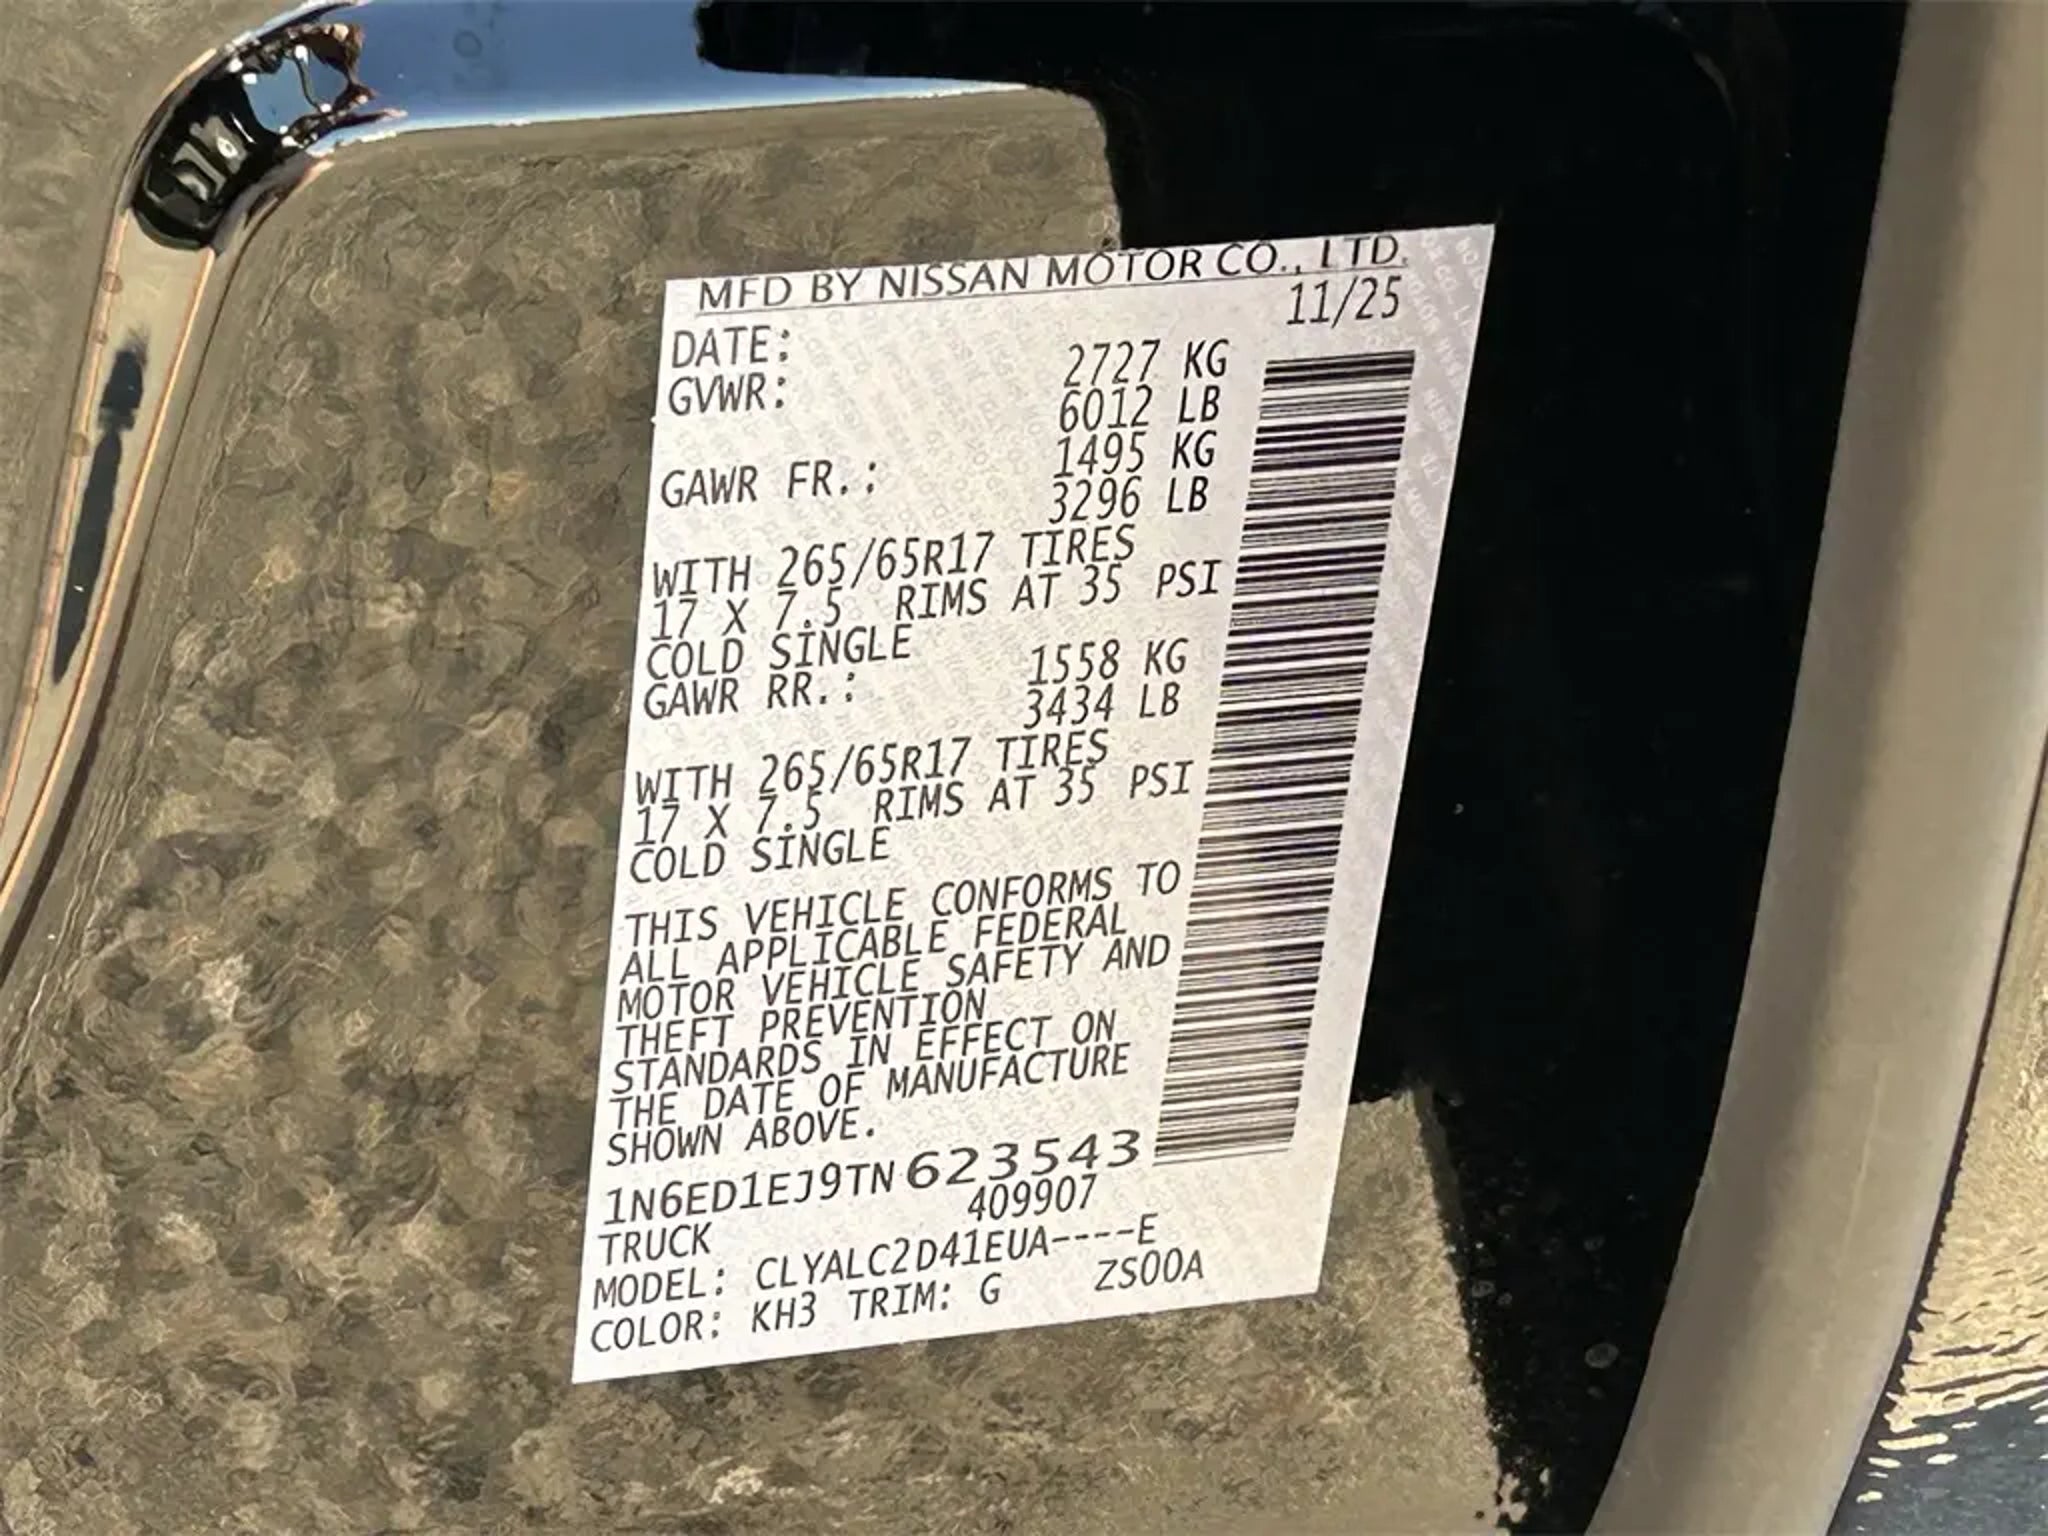 MFD BY NISSAN MOTOR CO., LTD.
DATE: 11/25
GVWR: 2727 KG
6012 LB
GAWR FR.: 1495 KG
3296 LB
WITH 265/65R17 TIRES
17 X 7.5 RIMS AT 35 PSI
COLD SINGLE
GAWR RR.: 1558 KG
3434 LB
WITH 265/65R17 TIRES
17 X 7.5 RIMS AT 35 PSI
COLD SINGLE
THIS VEHICLE CONFORMS TO
ALL APPLICABLE FEDERAL
MOTOR VEHICLE SAFETY AND
THEFT PREVENTION
STANDARDS IN EFFECT ON
THE DATE OF MANUFACTURE
SHOWN ABOVE.
1N6ED1EJ9TN623543
TRUCK 409907
MODEL: CLYALC2D41EUA----E
COLOR: KH3 TRIM: G ZS00A